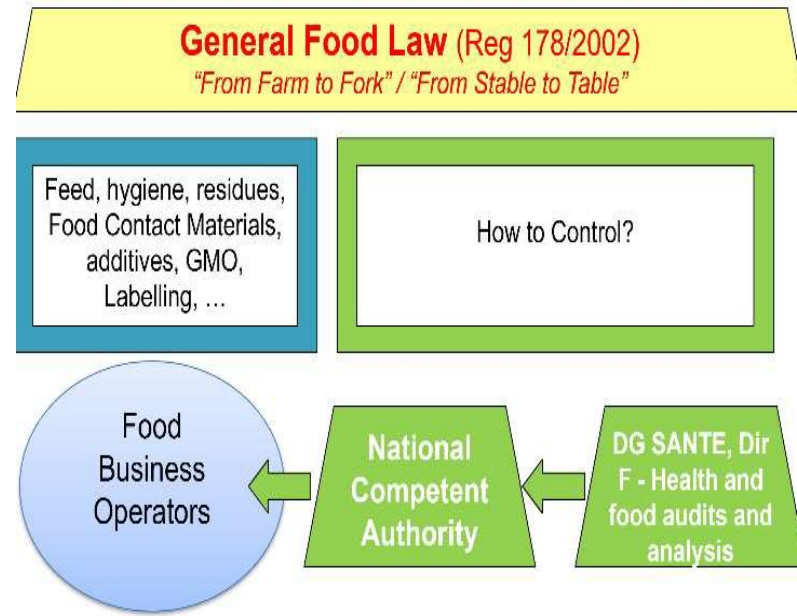 General Food Law (Reg 178/2002)
“From Farm to Fork” / “From Stable to Table”
Feed, hygiene, residues,
Food Contact Materials,
additives, GMO,
Labelling, …
How to Control?
Food
Business
Operators
National
Competent
Authority
DG SANTE, Dir
F - Health and
food audits and
analysis